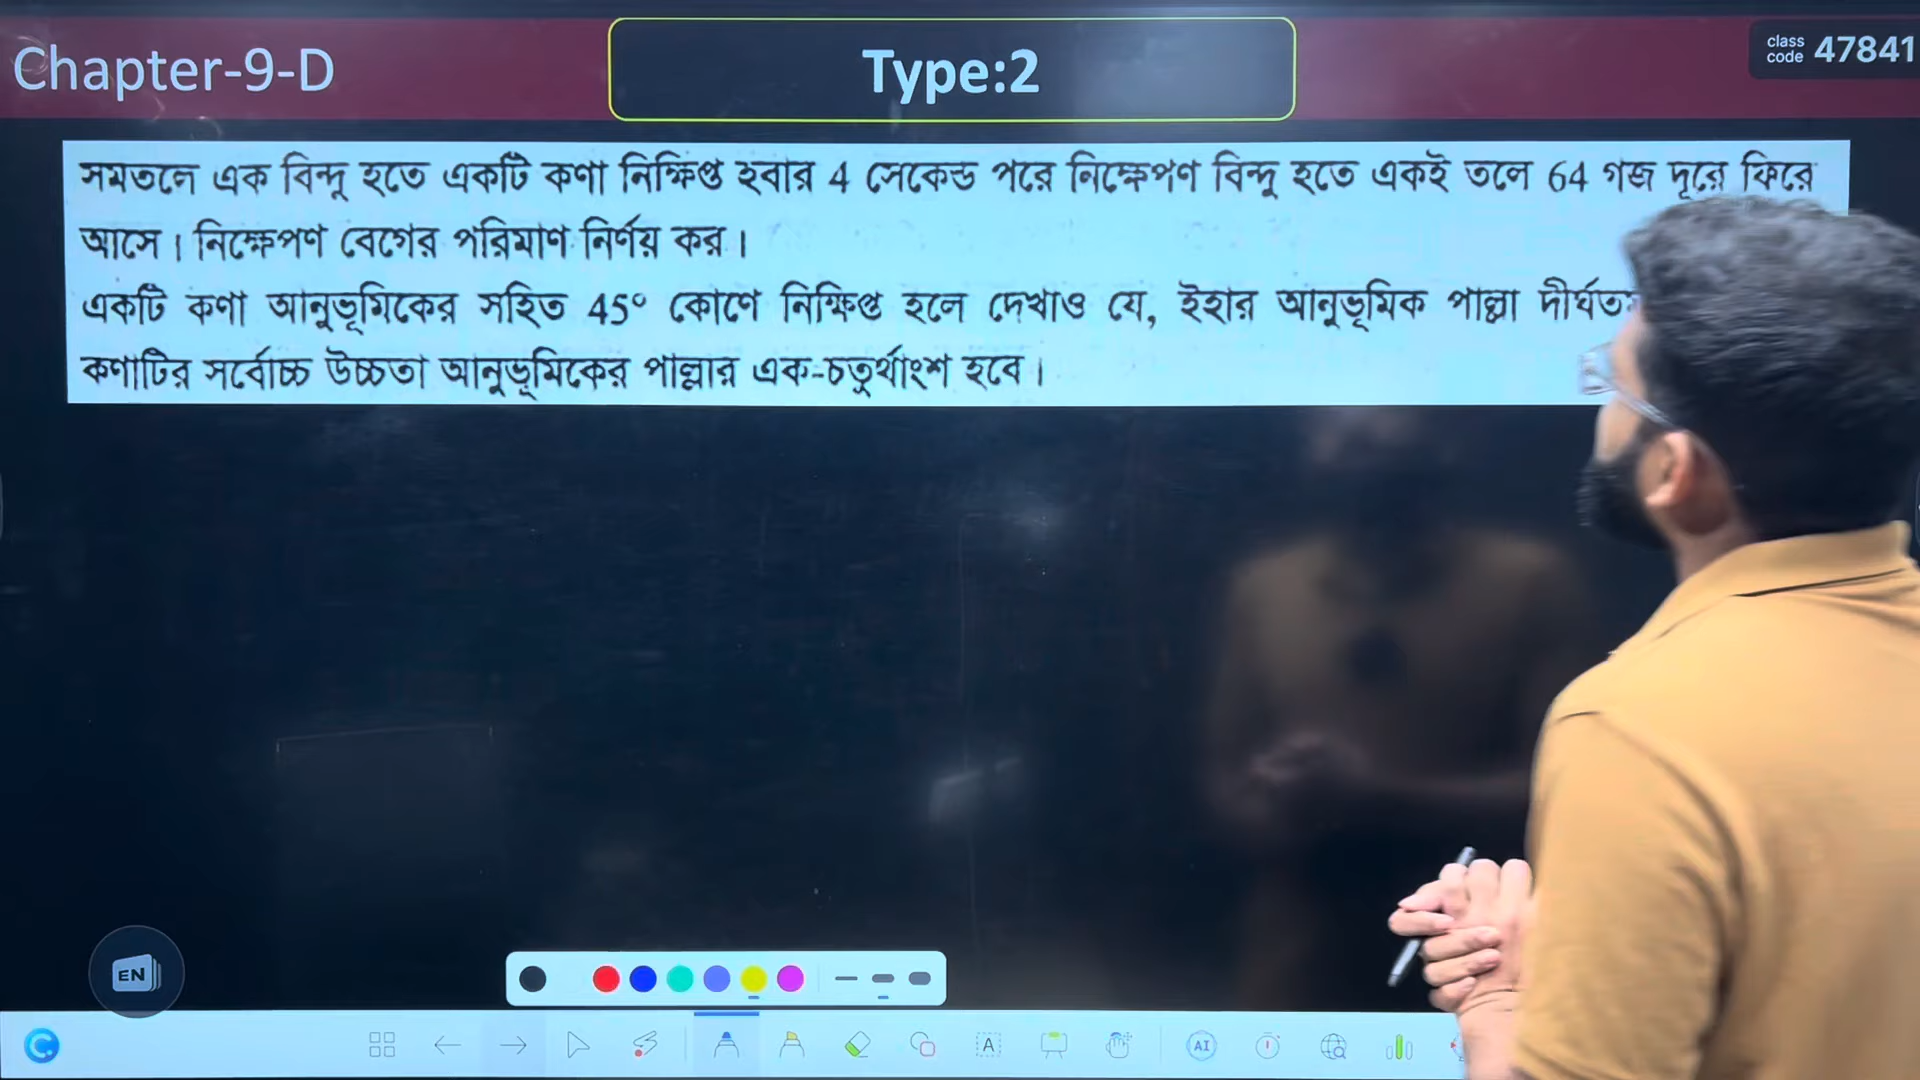 Chapter-9-D
Type:2
class code 47841
সমতলে এক বিন্দু হতে একটি কণা নিক্ষিপ্ত হবার 4 সেকেন্ড পরে নিক্ষেপণ বিন্দু হতে একই তলে 64 গজ দূরে ফিরে
আসে। নিক্ষেপণ বেগের পরিমাণ নির্ণয় কর।
একটি কণা আনুভূমিকের সহিত 45° কোণে নিক্ষিপ্ত হলে দেখাও যে, ইহার আনুভূমিক পাল্লা
কণাটির সর্বোচ্চ উচ্চতা আনুভূমিকের পাল্লার এক-চতুর্থাংশ হবে।
EN
A
AI